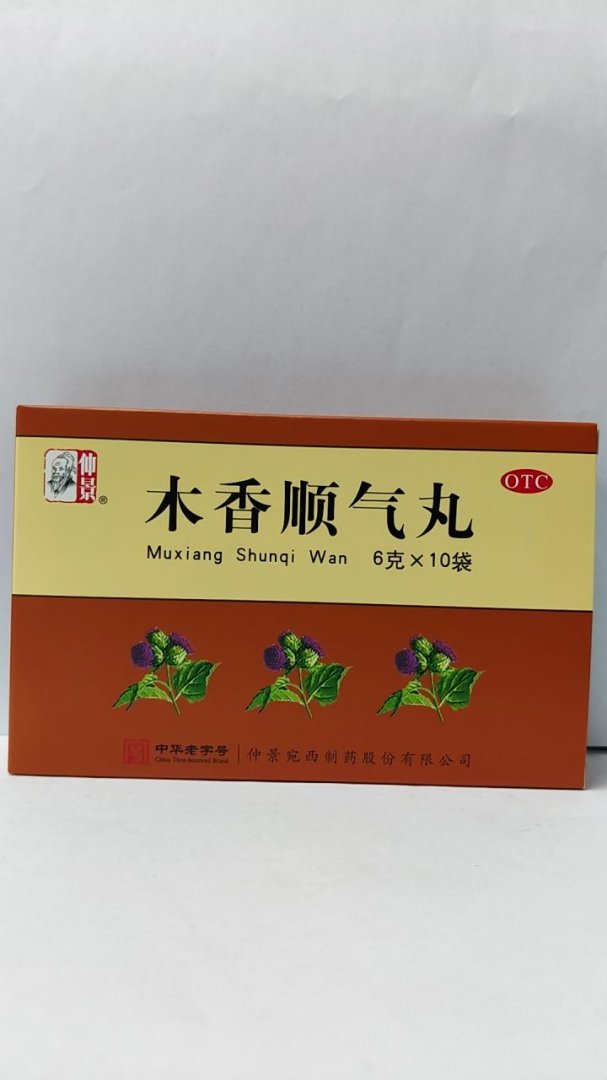 仲景®
木香顺气丸
OTC
Muxiang Shunqi Wan 6克×10袋
中华老字号
China Time-honored Brand
仲景宛西制药股份有限公司